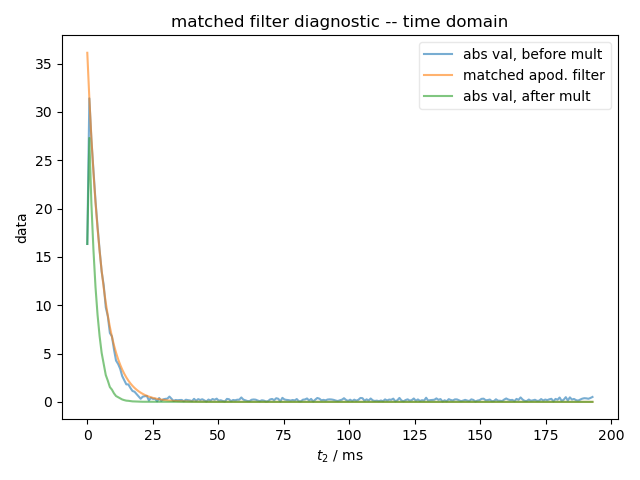 matched filter diagnostic -- time domain
abs val, before mult
matched apod. filter
abs val, after mult
data
35
30
25
20
15
10
5
0
0 25 50 75 100 125 150 175 200
t₂ / ms